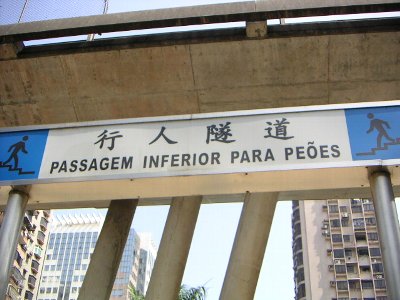 行人隧道
PASSAGEM INFERIOR PARA PEÕES